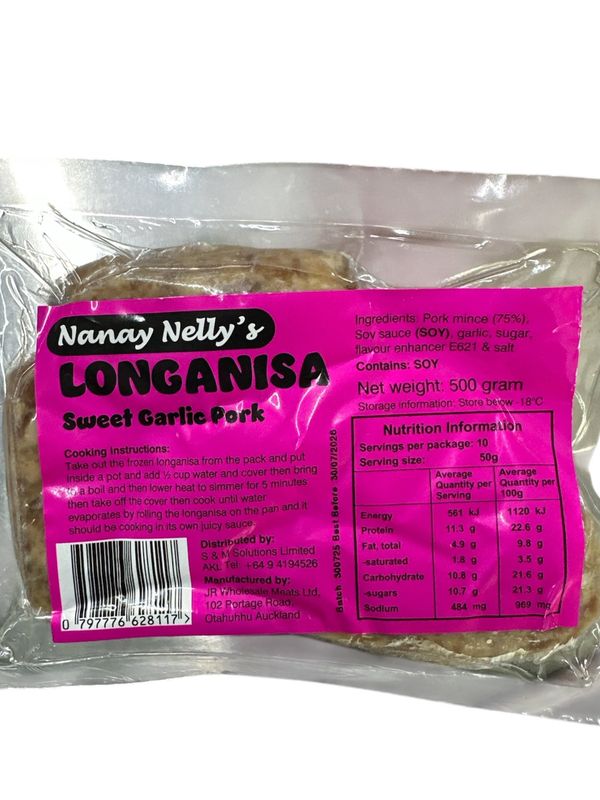 Nanay Nelly's
LONGANISA
Sweet Garlic Pork
Cooking Instructions:
Take out the frozen longanisa from the pack and put
inside a pot and add ½ cup water and cover then bring
to a boil and then lower heat to simmer for 5 minutes
then take off the cover then cook until water
evaporates by rolling the longanisa on the pan and it
should be cooking in its own juicy sauce.
0 797776 628117 >
Distributed by:
S & M Solutions Limited
AKL Tel +64 9 4194526
Manufactured by:
JR Wholesale Meats Ltd,
102 Portage Road,
Otahuhu Auckland
Batch 300725 Best Before 30/07/2026
Ingredients: Pork mince (75%),
Soy sauce (SOY), garlic, sugar,
flavour enhancer E621 & salt
Contains: SOY
Net weight: 500 gram
Storage information: Store below -18°C
Nutrition Information
Servings per package: 10
Serving size: 50g
Average Quantity per Serving Average Quantity per 100g
Energy 561 kJ 1120 kJ
Protein 11.3 g 22.6 g
Fat, total 4.9 g 9.8 g
-saturated 1.8 g 3.5 g
Carbohydrate 10.8 g 21.6 g
-sugars 10.7 g 21.3 g
Sodium 484 mg 969 mg